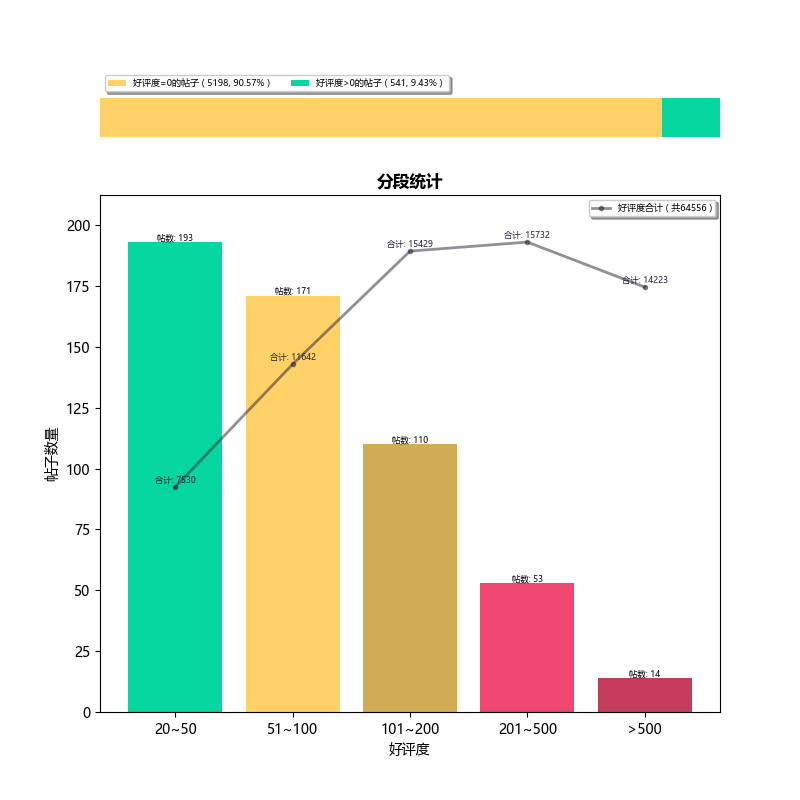 好评度=0的帖子 ( 5198, 90.57% ) 好评度>0的帖子 ( 541, 9.43% )
分段统计
好评度合计 ( 共64556 )
帖数: 193
帖数: 171
帖数: 110
帖数: 53
帖数: 14
合计: 7530
合计: 11642
合计: 15429
合计: 15732
合计: 14223
帖子数量
200
175
150
125
100
75
50
25
0
20~50 51~100 101~200 201~500 >500
好评度